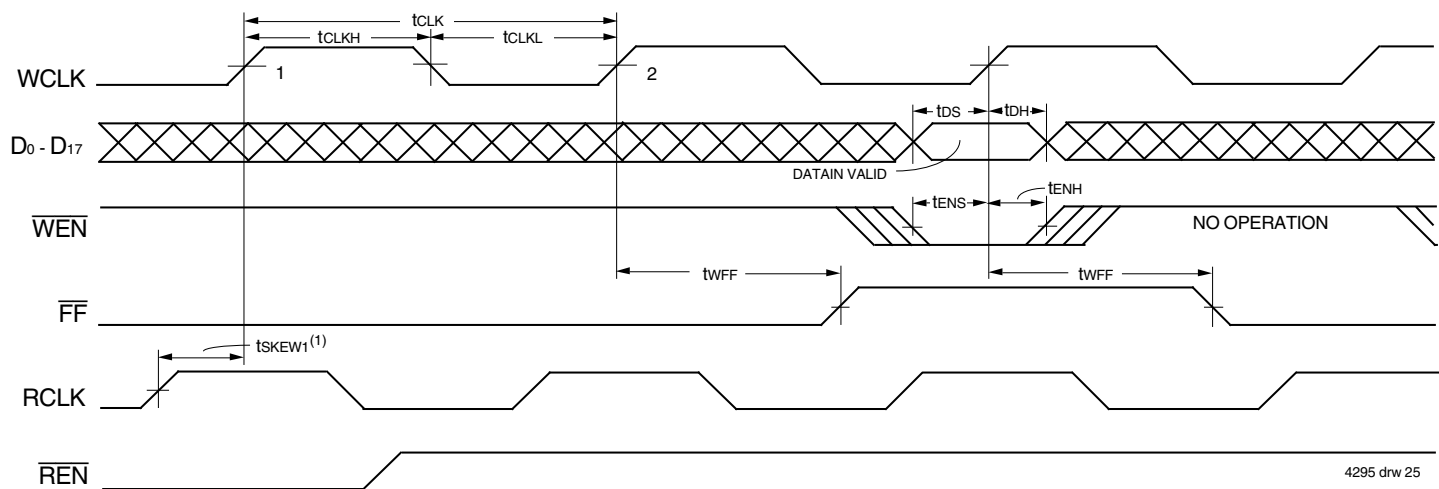 tCLK
tCLKH
tCLKL
WCLK
1
2
tDS
tDH
D0 - D17
DATAIN VALID
tENS
tENH
WEN
NO OPERATION
tWFF
tWFF
FF
tSKEW1(1)
RCLK
REN
4295 drw 25